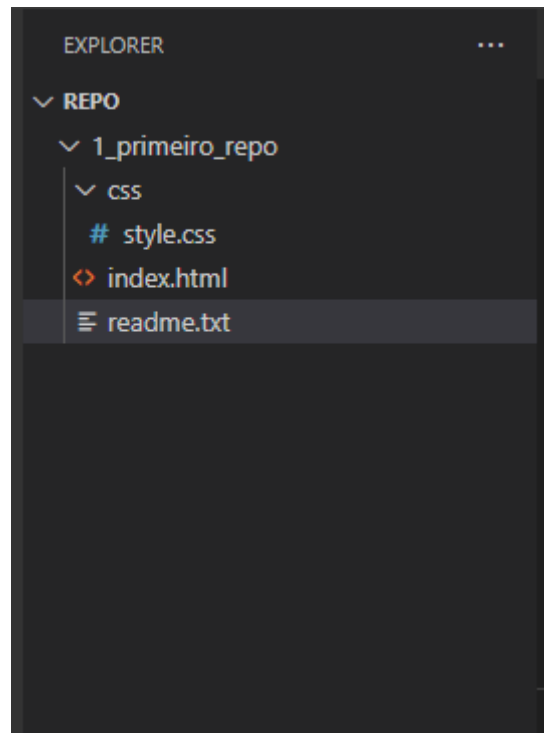 EXPLORER
REPO
1_primeiro_repo
css
# style.css
<> index.html
readme.txt